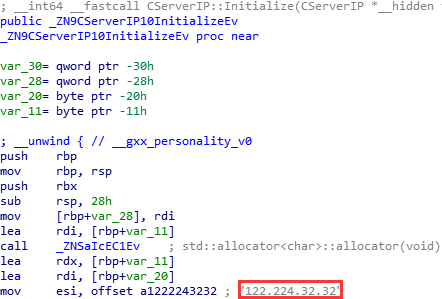 ; __int64 __fastcall CServerIP::Initialize(CServerIP *__hidden
public _ZN9CServerIP10InitializeEv
_ZN9CServerIP10InitializeEv proc near
var_30= qword ptr -30h
var_28= qword ptr -28h
var_20= byte ptr -20h
var_11= byte ptr -11h
; __unwind { // __gxx_personality_v0
push rbp
mov rbp, rsp
push rbx
sub rsp, 28h
mov [rbp+var_28], rdi
lea rdi, [rbp+var_11]
call _ZNSaIcEC1Ev ; std::allocator<char>::allocator(void)
lea rdx, [rbp+var_11]
lea rdi, [rbp+var_20]
mov esi, offset a1222243232 ; "122.224.32.32"